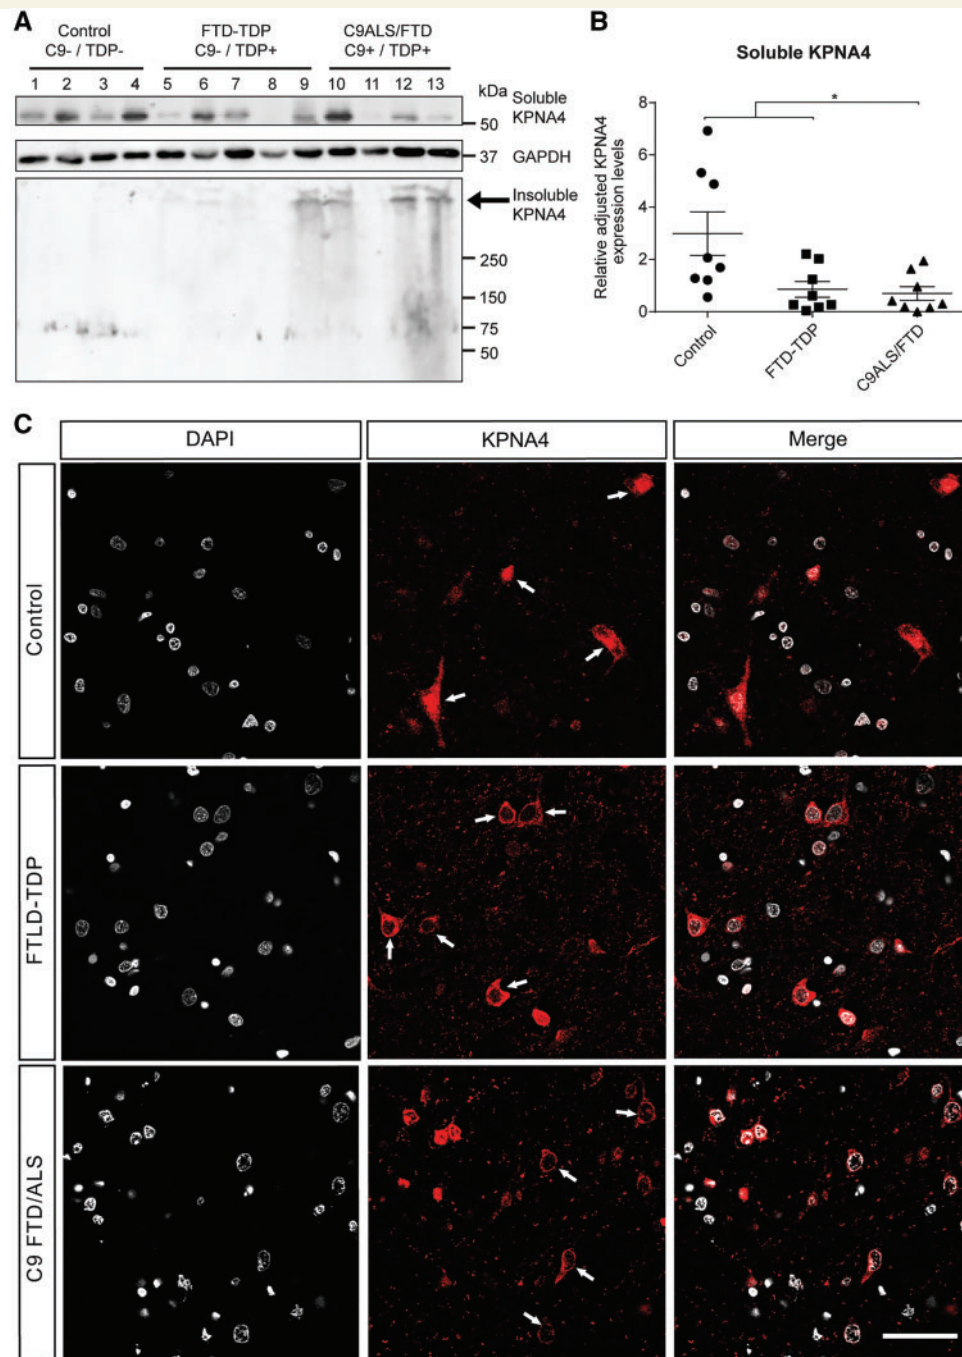 A
Control
C9- / TDP-
FTD-TDP
C9- / TDP+
C9ALS/FTD
C9+ / TDP+
1 2 3 4 5 6 7 8 9 10 11 12 13
kDa
Soluble
KPNA4
50
37
GAPDH
Insoluble
KPNA4
250
150
75
50
B
Soluble KPNA4
Relative adjusted KPNA4
expression levels
8
6
4
2
0
*
Control
FTD-TDP
C9ALS/FTD
C
DAPI
KPNA4
Merge
Control
FTLD-TDP
C9 FTD/ALS